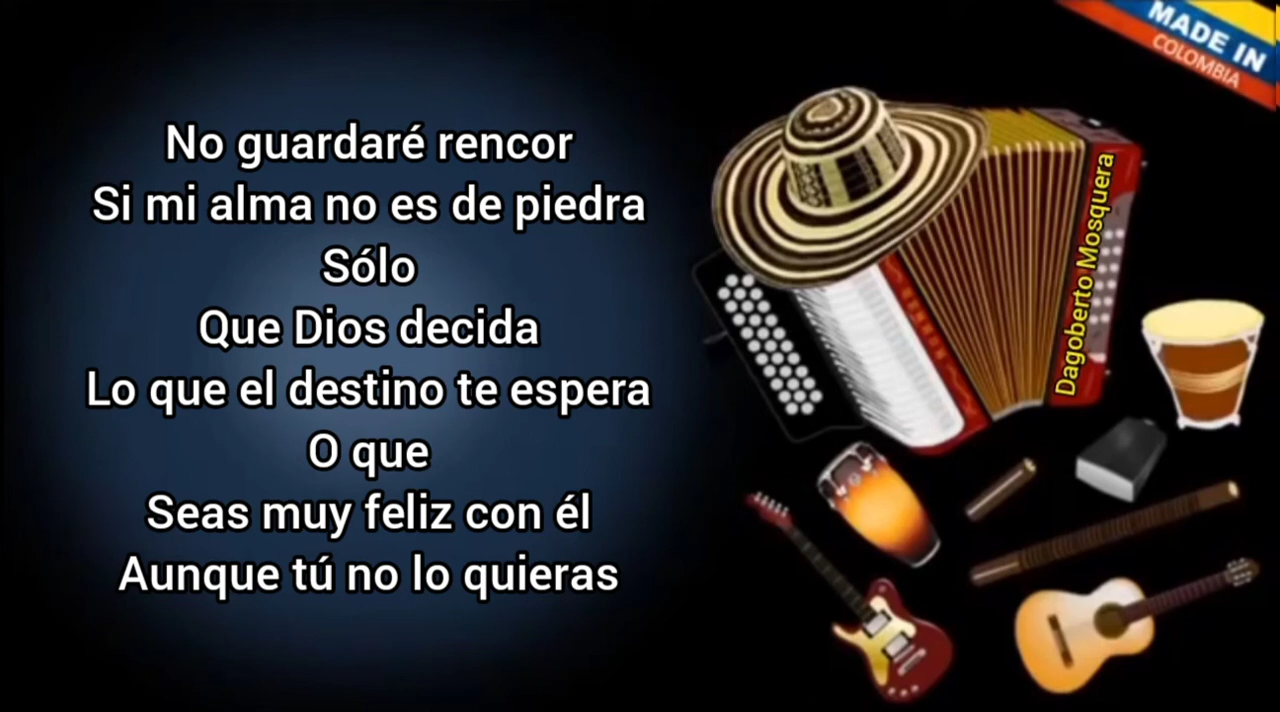 No guardaré rencor
Si mi alma no es de piedra
Sólo
Que Dios decida
Lo que el destino te espera
O que
Seas muy feliz con él
Aunque tú no lo quieras
MADE IN
COLOMBIA
Dagoberto Mosquera